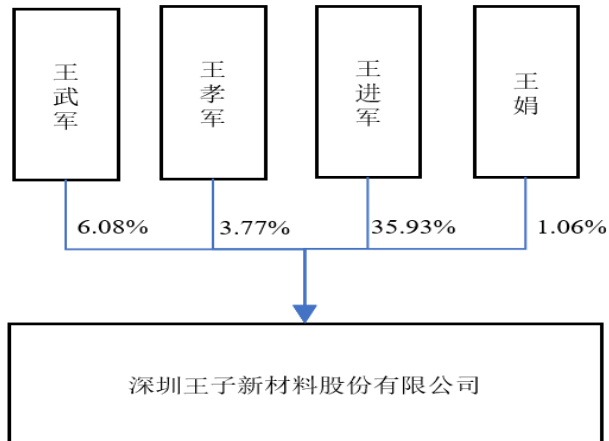 王武军
王孝军
王进军
王娟
6.08%
3.77%
35.93%
1.06%
深圳王子新材料股份有限公司